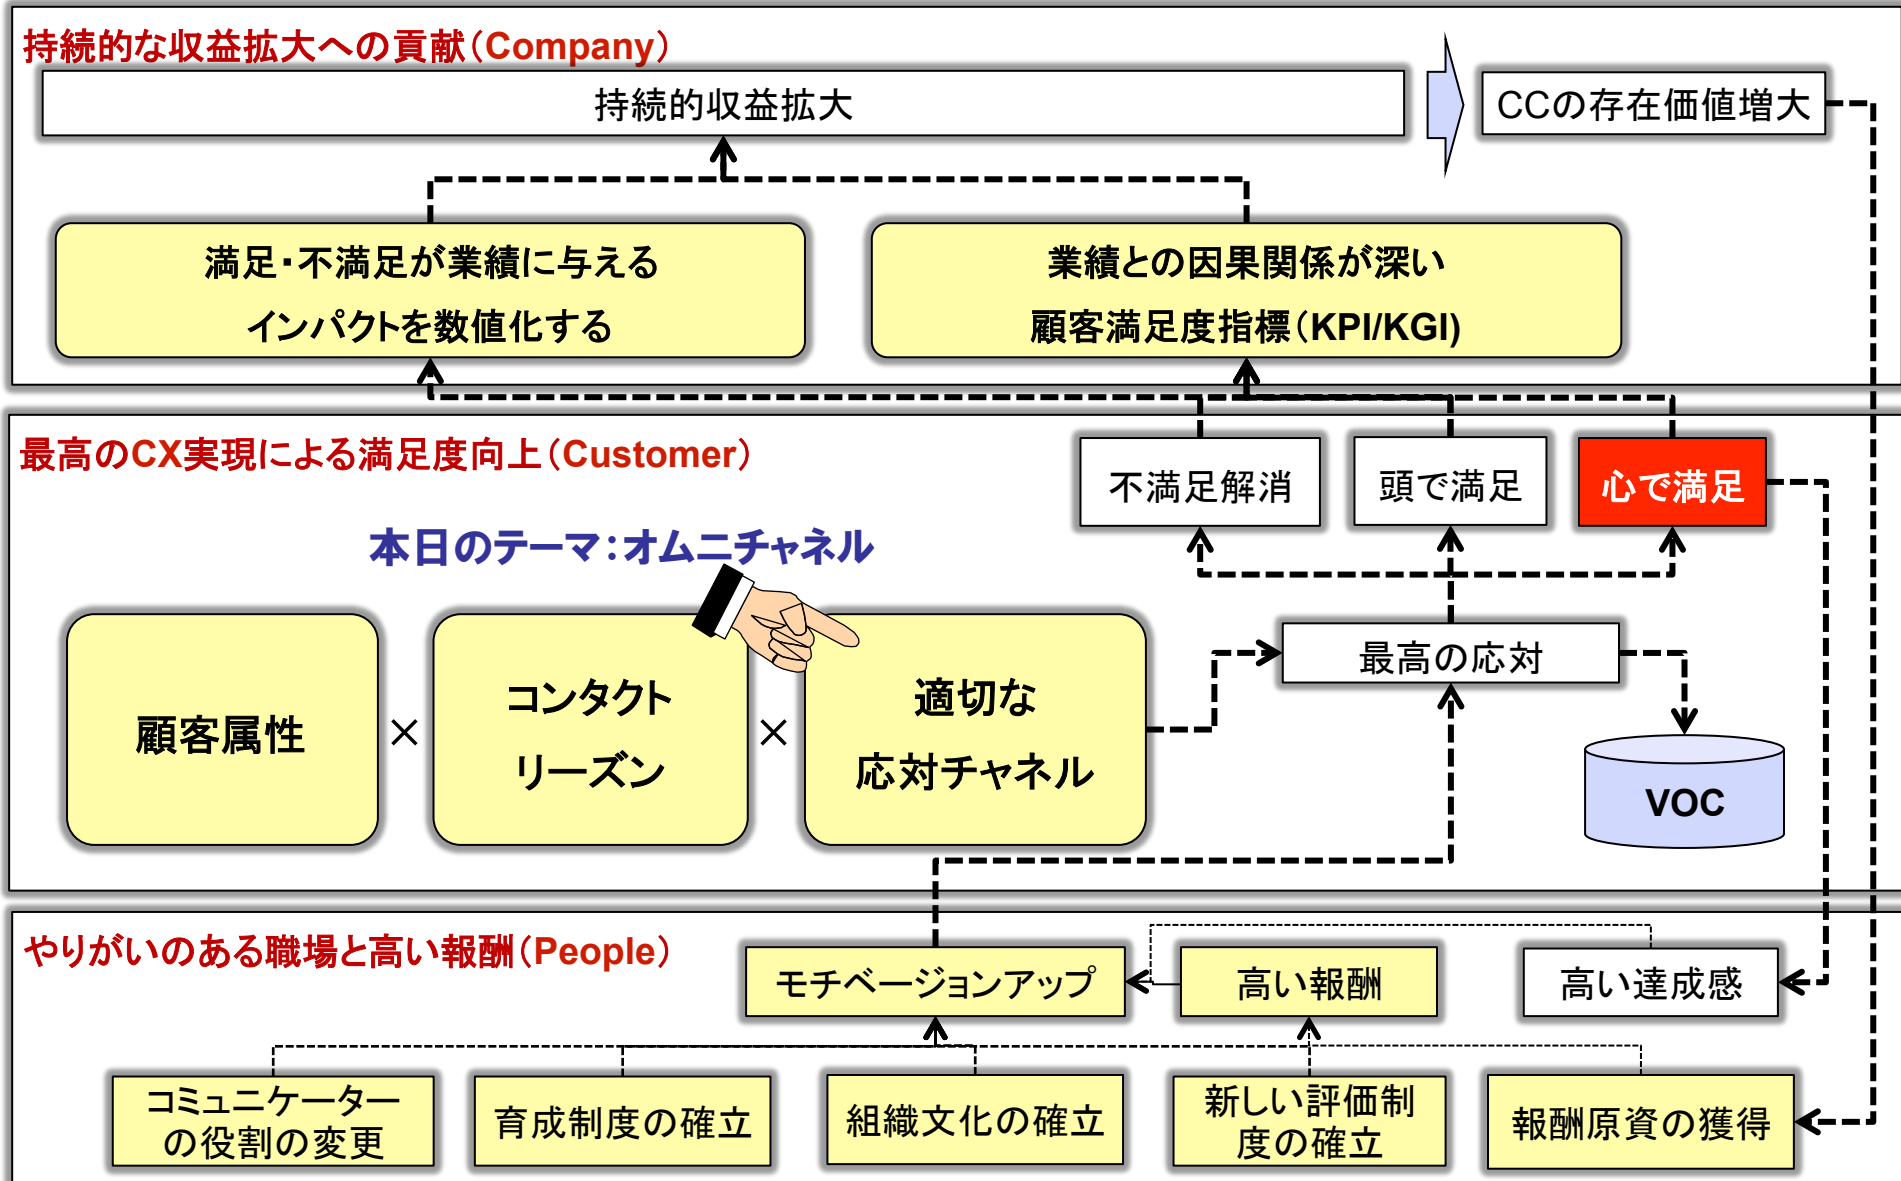 持続的な収益拡大への貢献（Company）
持続的収益拡大
CCの存在価値増大
満足・不満足が業績に与える
インパクトを数値化する
業績との因果関係が深い
顧客満足度指標（KPI/KGI)
最高のCX実現による満足度向上（Customer）
不満足解消
頭で満足
心で満足
本日のテーマ：オムニチャネル
顧客属性
×
コンタクト
リーズン
×
適切な
応対チャネル
最高の応対
VOC
やりがいのある職場と高い報酬（People）
モチベージョンアップ
高い報酬
高い達成感
コミュニケーター
の役割の変更
育成制度の確立
組織文化の確立
新しい評価制
度の確立
報酬原資の獲得